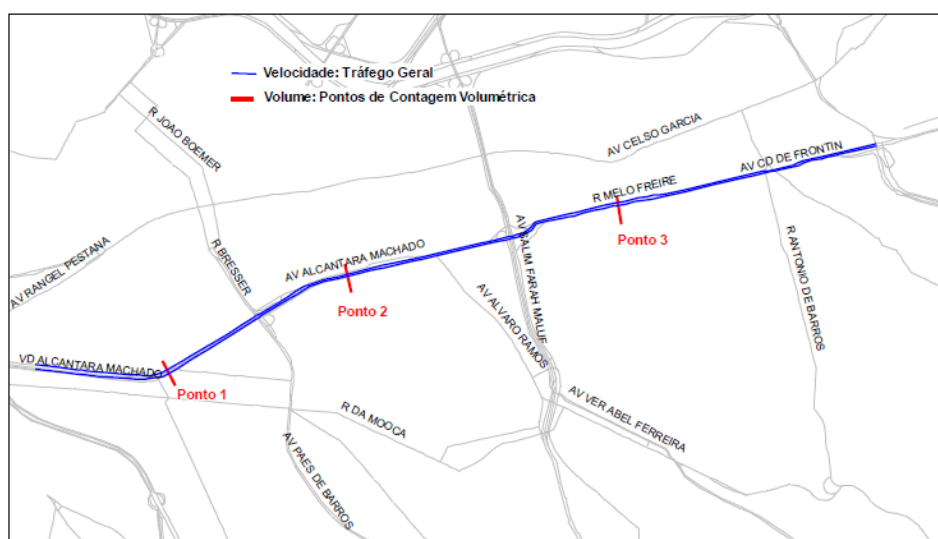 Velocidade: Tráfego Geral
Volume: Pontos de Contagem Volumétrica
R JOAO BOEMER
AV CELSO GARCIA
AV CD DE FRONTIN
R MELO FREIRE
Ponto 3
AV SALIM FARAH MALUF
R ANTONIO DE BARROS
AV RANGEL PESTANA
R BRESSER
AV ALCANTARA MACHADO
Ponto 2
AV ALVARO RAMOS
VD ALCANTARA MACHADO
Ponto 1
R DA MOOCA
AV VER ABEL FERREIRA
AV PAES DE BARROS